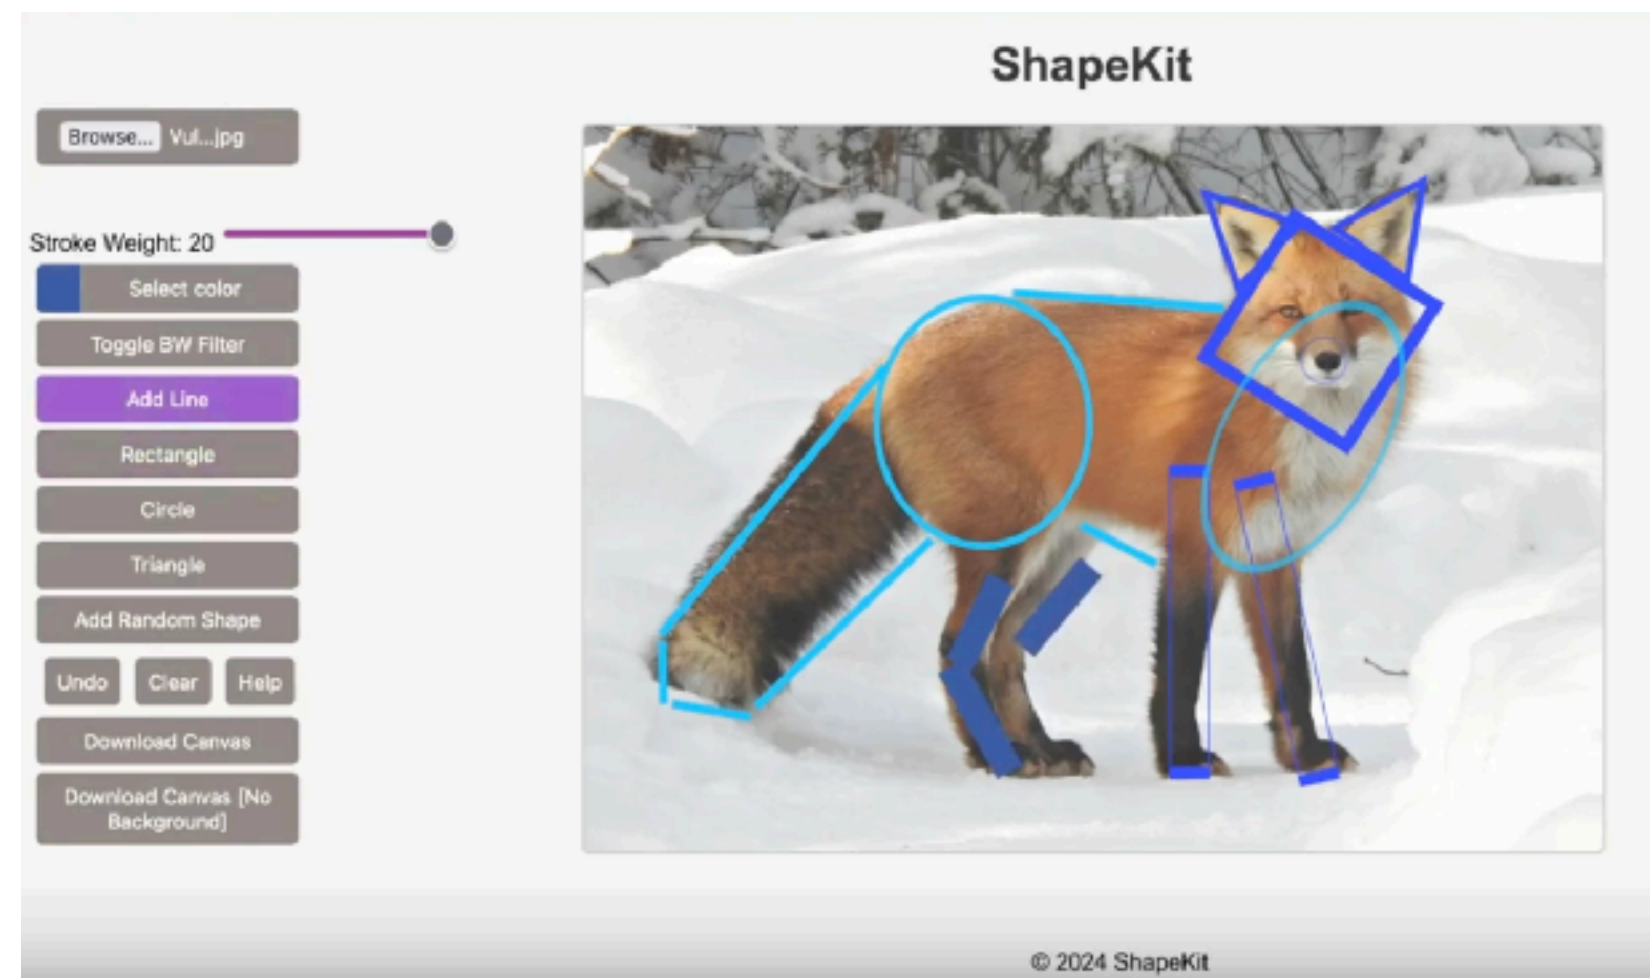 ShapeKit
Browse... Vul...jpg
Stroke Weight: 20
Select color
Toggle BW Filter
Add Line
Rectangle
Circle
Triangle
Add Random Shape
Undo Clear Help
Download Canvas
Download Canvas [No
Background]
© 2024 ShapeKit